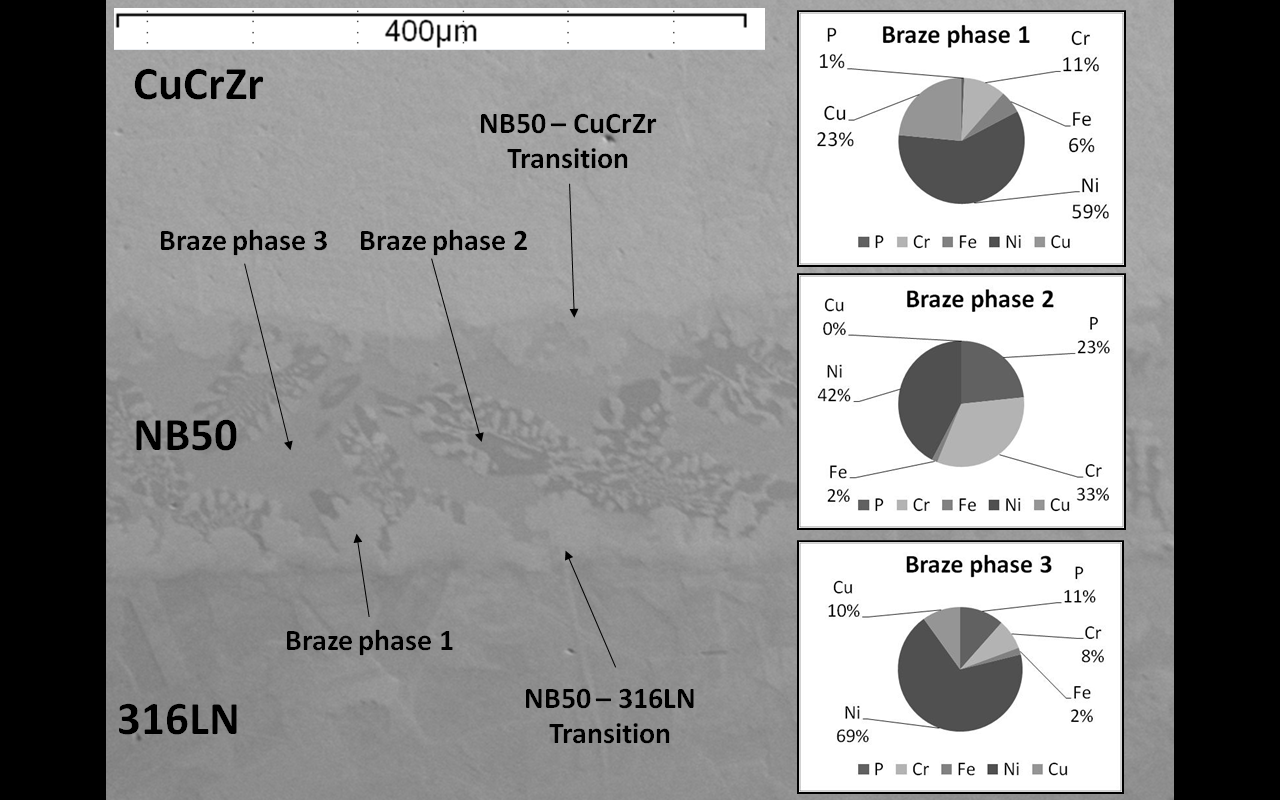 400µm
CuCrZr
NB50 – CuCrZr
Transition
Braze phase 3
Braze phase 2
NB50
Braze phase 1
NB50 – 316LN
Transition
316LN
Braze phase 1
P
1%
Cr
11%
Cu
23%
Fe
6%
Ni
59%
P Cr Fe Ni Cu
Braze phase 2
Cu
0%
P
23%
Ni
42%
Fe
2%
Cr
33%
P Cr Fe Ni Cu
Braze phase 3
Cu
10%
P
11%
Cr
8%
Fe
2%
Ni
69%
P Cr Fe Ni Cu